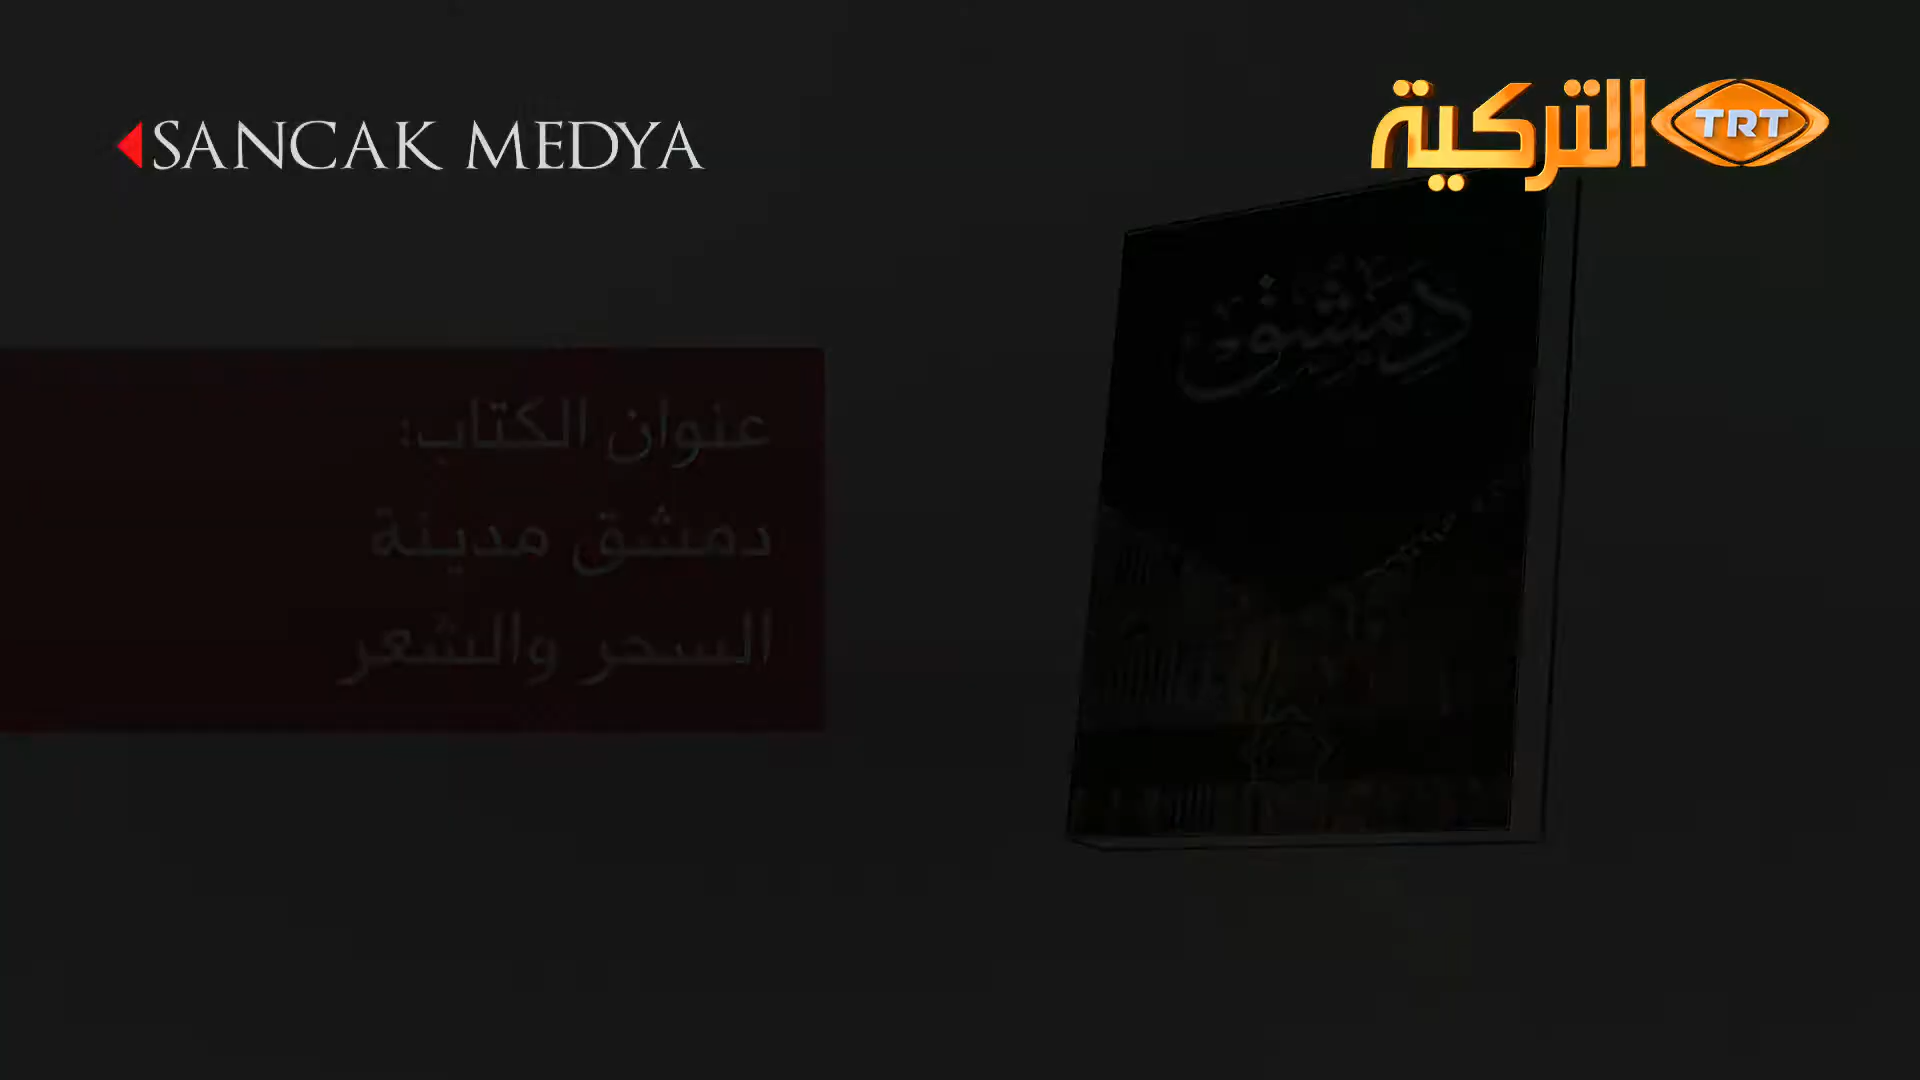 SANCAK MEDYA
التركية TRT
دمشق
عنوان الكتاب:
دمشق مدينة
السحر والشعر